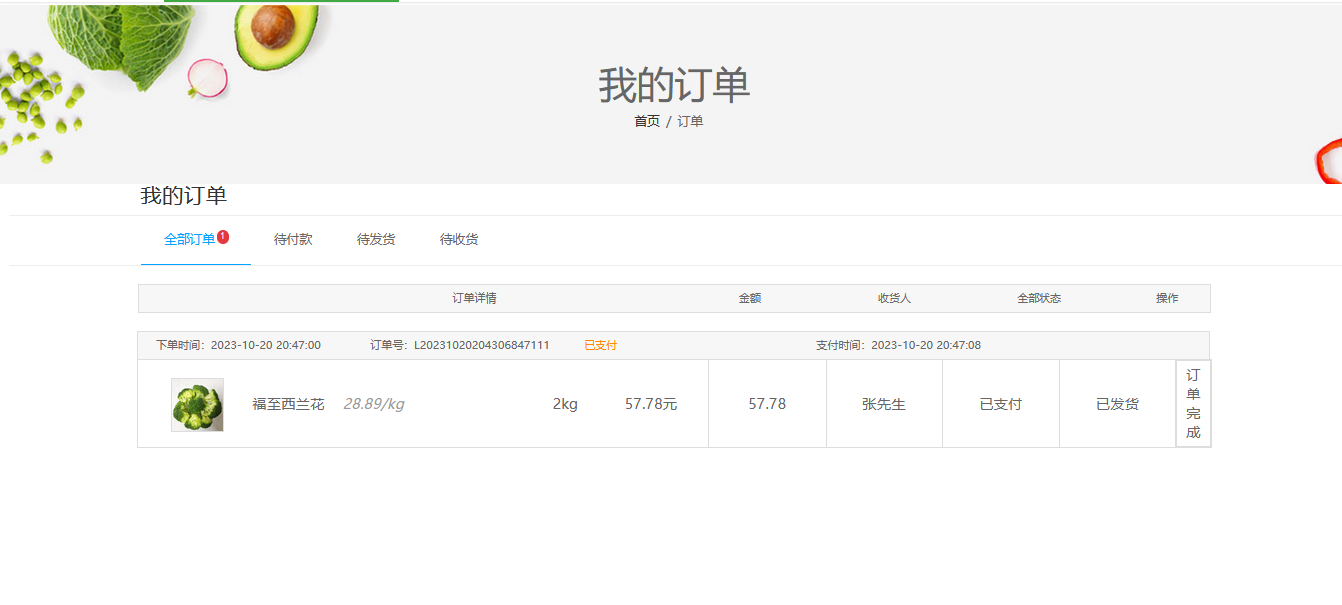 我的订单
首页 / 订单
我的订单
全部订单 1 待付款 待发货 待收货
订单详情 金额 收货人 全部状态 操作
下单时间：2023-10-20 20:47:00 订单号：L20231020204306847111 已支付 支付时间：2023-10-20 20:47:08
福至西兰花 28.89/kg 2kg 57.78元 57.78 张先生 已支付 已发货 订单完成